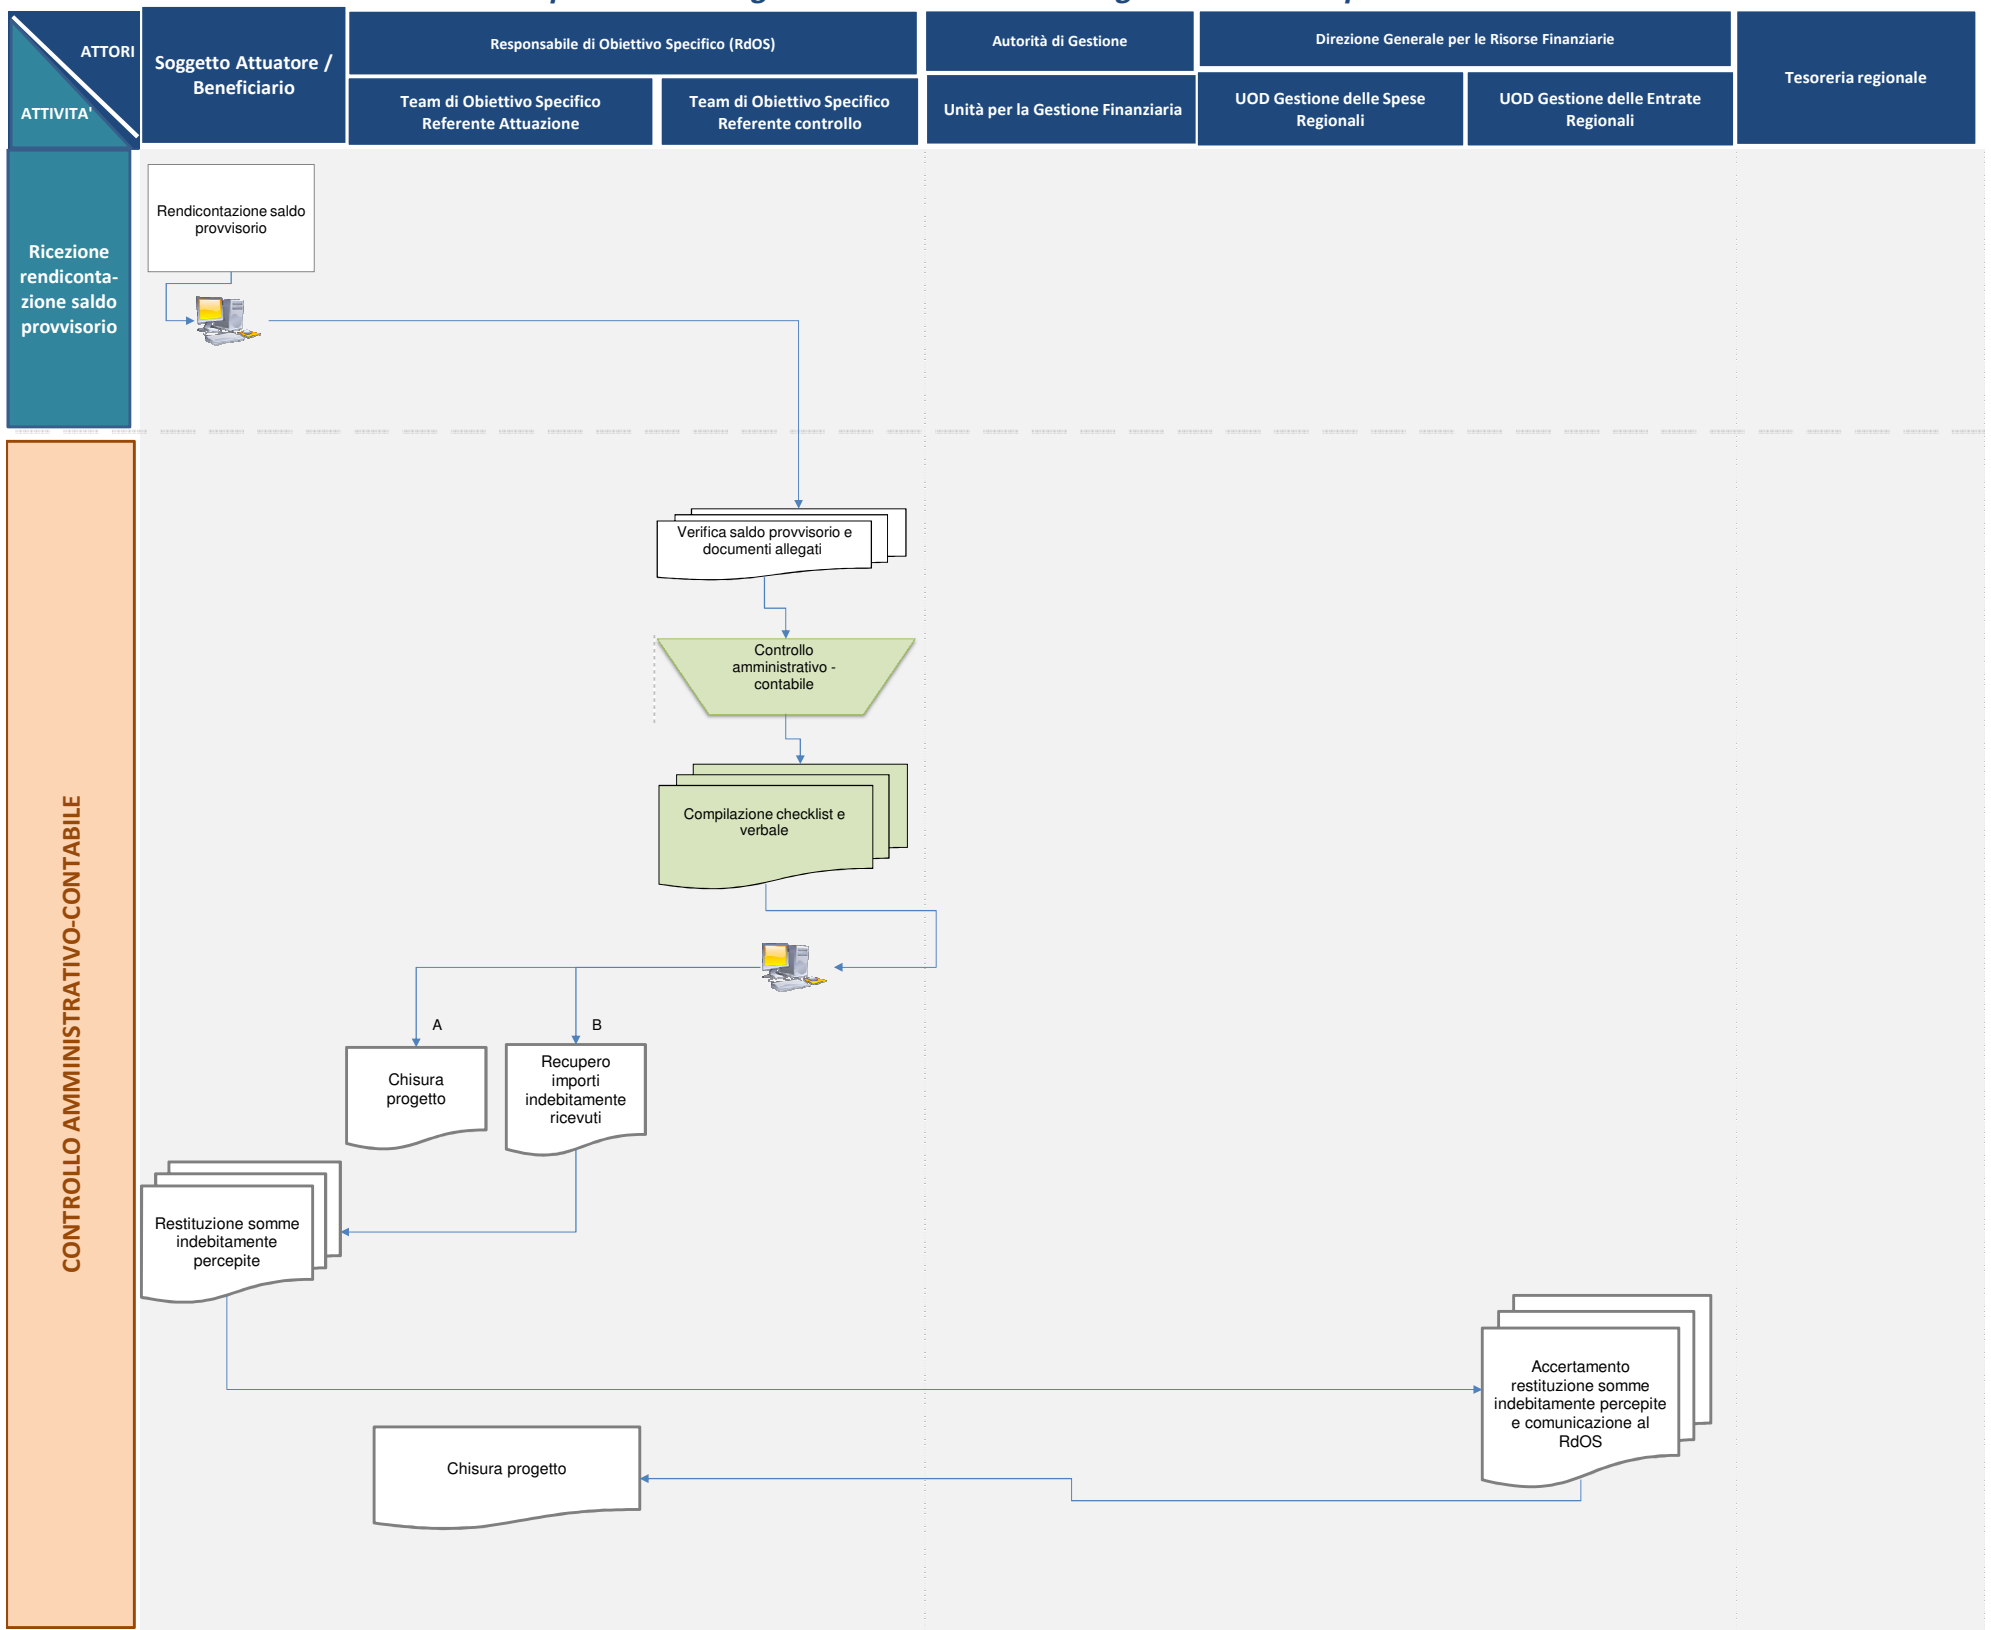 ATTORI
ATTIVITA'
Soggetto Attuatore /
Beneficiario
Responsabile di Obiettivo Specifico (RdOS)
Team di Obiettivo Specifico
Referente Attuazione
Team di Obiettivo Specifico
Referente controllo
Autorità di Gestione
Unità per la Gestione Finanziaria
Direzione Generale per le Risorse Finanziarie
UOD Gestione delle Spese
Regionali
UOD Gestione delle Entrate
Regionali
Tesoreria regionale
Ricezione
rendiconta-
zione saldo
provvisorio
Rendicontazione saldo
provvisorio
CONTROLLO AMMINISTRATIVO-CONTABILE
Verifica saldo provvisorio e
documenti allegati
Controllo
amministrativo -
contabile
Compilazione checklist e
verbale
A
B
Chisura
progetto
Recupero
importi
indebitamente
ricevuti
Restituzione somme
indebitamente
percepite
Accertamento
restituzione somme
indebitamente percepite
e comunicazione al
RdOS
Chisura progetto